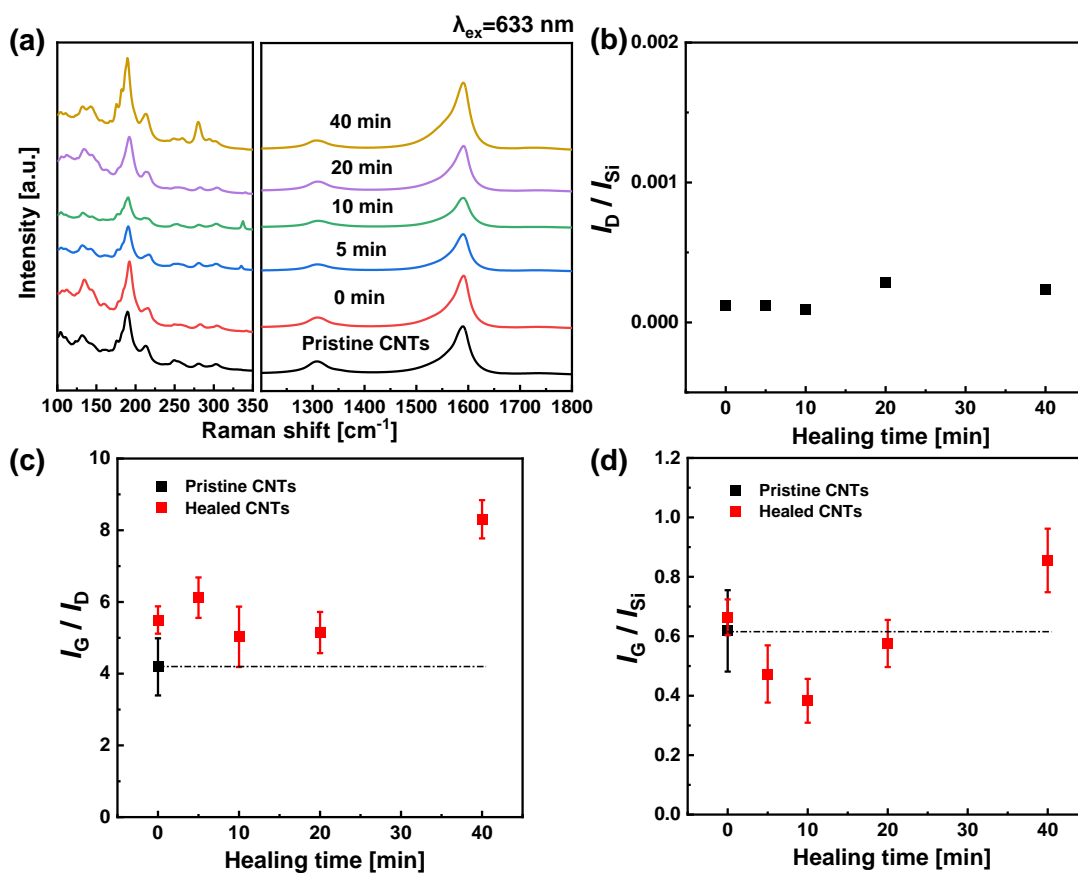 λex=633 nm
(a)
Intensity [a.u.]
40 min
20 min
10 min
5 min
0 min
Pristine CNTs
100 150 200 250 300 350
1300 1400 1500 1600 1700 1800
Raman shift [cm⁻¹]
(b)
ID / ISi
0.002
0.001
0.000
0 10 20 30 40
Healing time [min]
(c)
IG / ID
10
8
6
4
2
0
Pristine CNTs
Healed CNTs
0 10 20 30 40
Healing time [min]
(d)
IG / ISi
1.2
1.0
0.8
0.6
0.4
0.2
0.0
Pristine CNTs
Healed CNTs
0 10 20 30 40
Healing time [min]